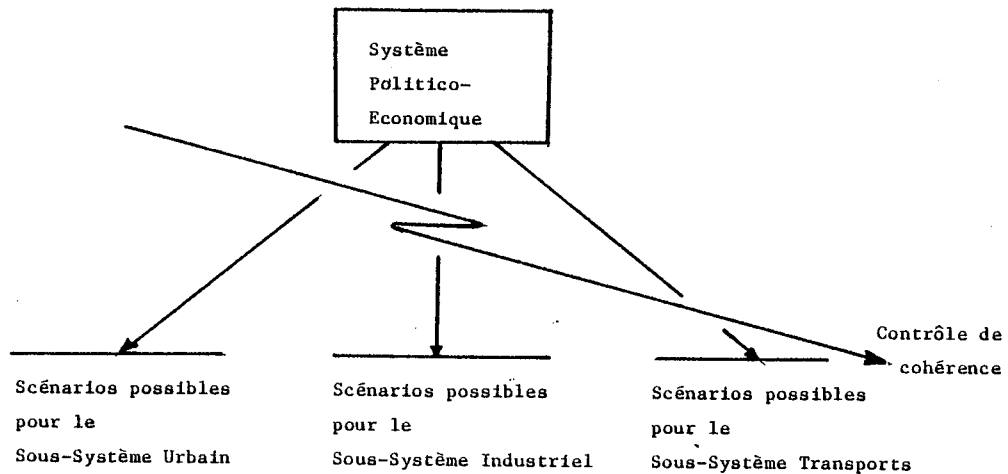 Système
Politico-
Economique
Contrôle de
cohérence
Scénarios possibles
pour le
Sous-Système Urbain
Scénarios possibles
pour le
Sous-Système Industriel
Scénarios possibles
pour le
Sous-Système Transports